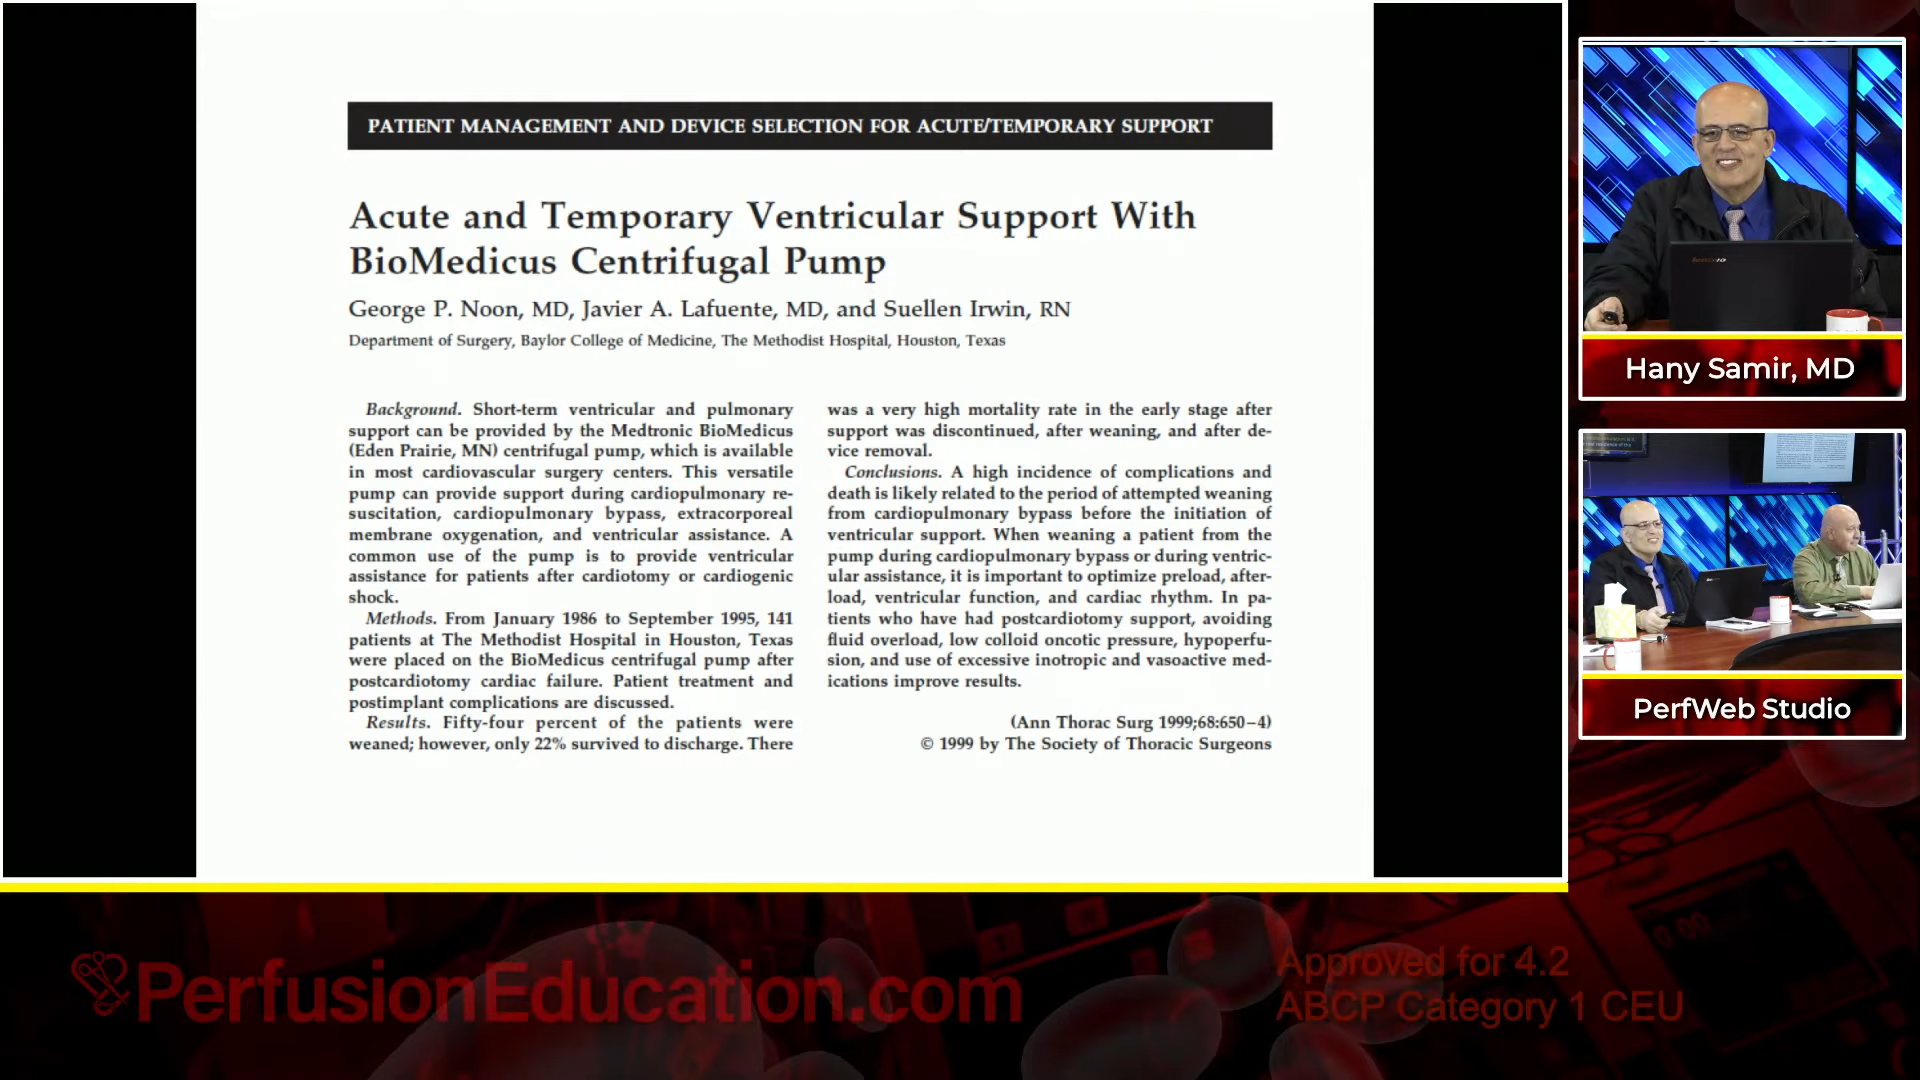 PATIENT MANAGEMENT AND DEVICE SELECTION FOR ACUTE/TEMPORARY SUPPORT
Acute and Temporary Ventricular Support With
BioMedicus Centrifugal Pump
George P. Noon, MD, Javier A. Lafuente, MD, and Suellen Irwin, RN
Department of Surgery, Baylor College of Medicine, The Methodist Hospital, Houston, Texas
Background. Short-term ventricular and pulmonary
support can be provided by the Medtronic BioMedicus
(Eden Prairie, MN) centrifugal pump, which is available
in most cardiovascular surgery centers. This versatile
pump can provide support during cardiopulmonary re-
suscitation, cardiopulmonary bypass, extracorporeal
membrane oxygenation, and ventricular assistance. A
common use of the pump is to provide ventricular
assistance for patients after cardiotomy or cardiogenic
shock.
Methods. From January 1986 to September 1995, 141
patients at The Methodist Hospital in Houston, Texas
were placed on the BioMedicus centrifugal pump after
postcardiotomy cardiac failure. Patient treatment and
postimplant complications are discussed.
Results. Fifty-four percent of the patients were
weaned; however, only 22% survived to discharge. There
was a very high mortality rate in the early stage after
support was discontinued, after weaning, and after de-
vice removal.
Conclusions. A high incidence of complications and
death is likely related to the period of attempted weaning
from cardiopulmonary bypass before the initiation of
ventricular support. When weaning a patient from the
pump during cardiopulmonary bypass or during ventric-
ular assistance, it is important to optimize preload, after-
load, ventricular function, and cardiac rhythm. In pa-
tients who have had postcardiotomy support, avoiding
fluid overload, low colloid oncotic pressure, hypoperfu-
sion, and use of excessive inotropic and vasoactive med-
ications improve results.
(Ann Thorac Surg 1999;68:650–4)
© 1999 by The Society of Thoracic Surgeons
Hany Samir, MD
PerfWeb Studio
PerfusionEducation.com
Approved for 4.2
ABCP Category 1 CEU